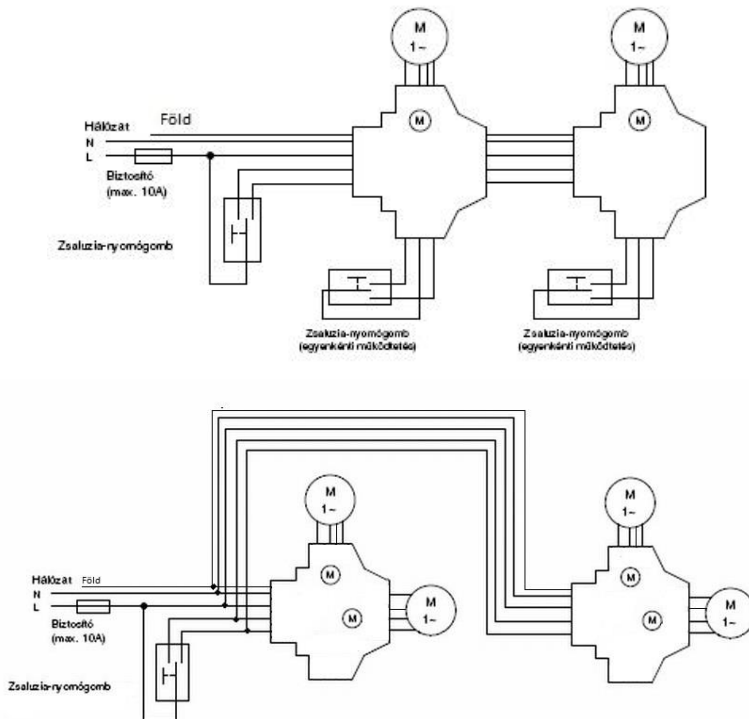 M
1~
M
1~
M
M
Hálózat
Föld
N
L
Biztosító
(max. 10A)
Zsaluzia-nyomógomb
Zsaluzia-nyomógomb
(egyenkénti működtetés)
Zsaluzia-nyomógomb
(egyenkénti működtetés)
M
1~
M
1~
M
M
Hálózat
Föld
N
L
M
M
1~
M
M
1~
Biztosító
(max. 10A)
Zsaluzia-nyomógomb